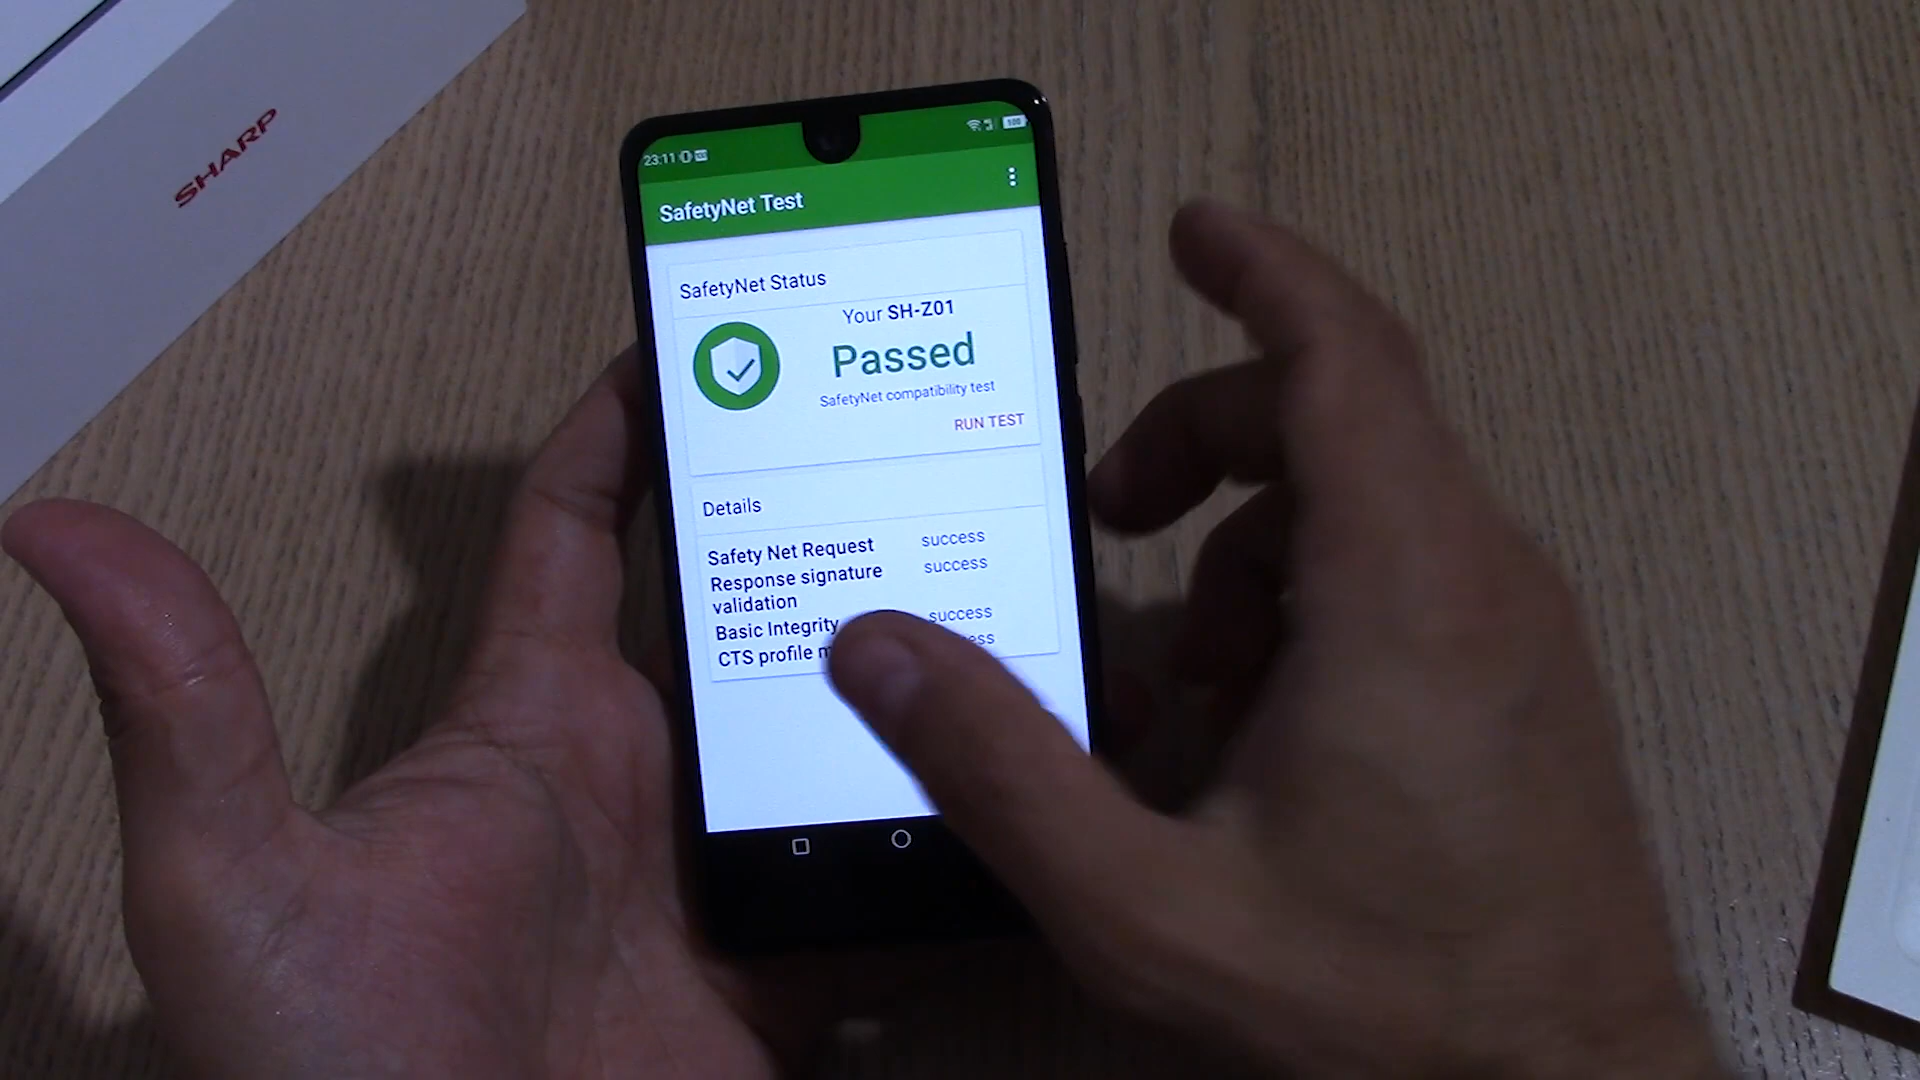 SHARP
23:11
100
SafetyNet Test
SafetyNet Status
Your SH-Z01
Passed
SafetyNet compatibility test
RUN TEST
Details
Safety Net Request success
Response signature success
validation
Basic Integrity success
CTS profile